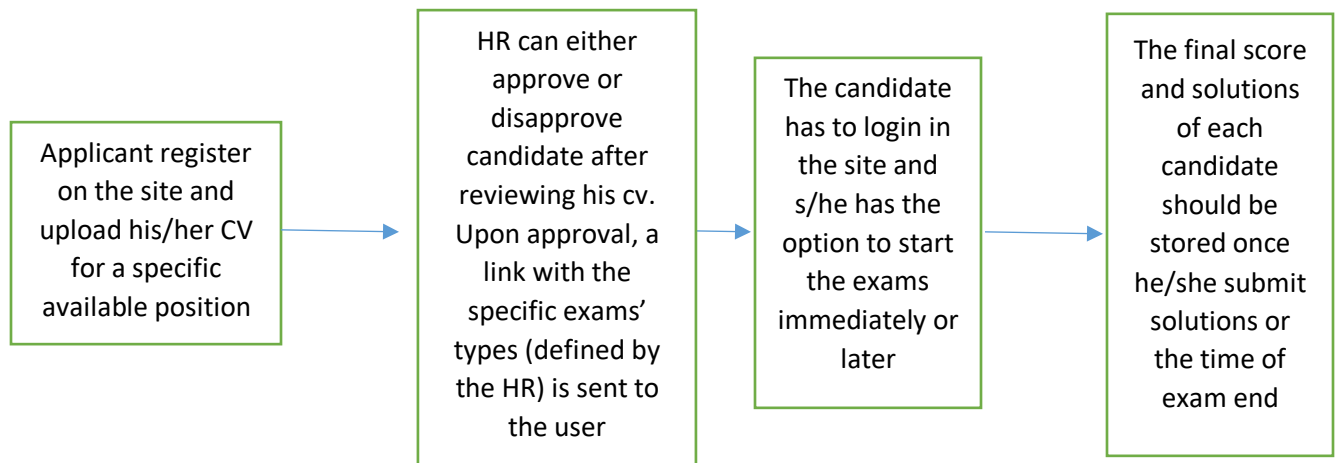 Applicant register
on the site and
upload his/her CV
for a specific
available position
HR can either
approve or
disapprove
candidate after
reviewing his cv.
Upon approval, a
link with the
specific exams’
types (defined by
the HR) is sent to
the user
The candidate
has to login in
the site and
s/he has the
option to start
the exams
immediately or
later
The final score
and solutions
of each
candidate
should be
stored once
he/she submit
solutions or
the time of
exam end